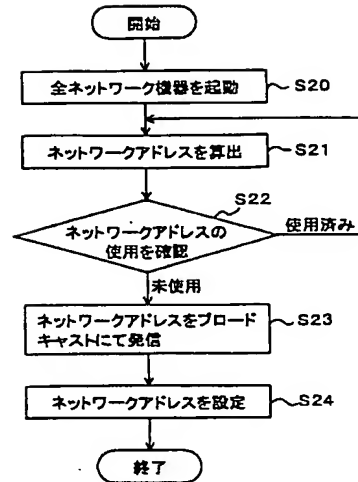 開始
全ネットワーク機器を起動
S20
ネットワークアドレスを算出
S21
S22
ネットワークアドレスの
使用を確認
使用済み
未使用
ネットワークアドレスをブロード
キャストにて発信
S23
ネットワークアドレスを設定
S24
終了